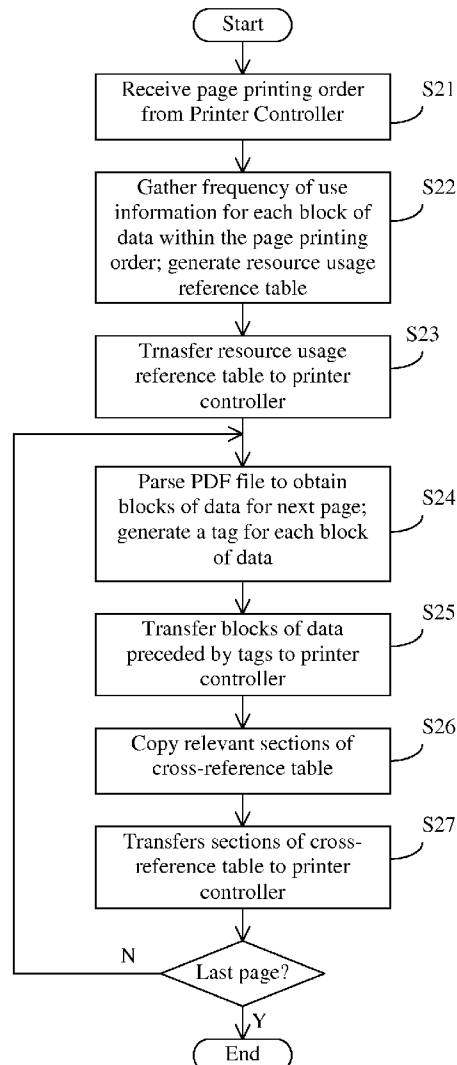 Start
Receive page printing order
from Printer Controller
S21
Gather frequency of use
information for each block of
data within the page printing
order; generate resource usage
reference table
S22
Trnasfer resource usage
reference table to printer
controller
S23
Parse PDF file to obtain
blocks of data for next page;
generate a tag for each block
of data
S24
Transfer blocks of data
preceded by tags to printer
controller
S25
Copy relevant sections of
cross-reference table
S26
Transfers sections of cross-
reference table to printer
controller
S27
Last page?
N
Y
End